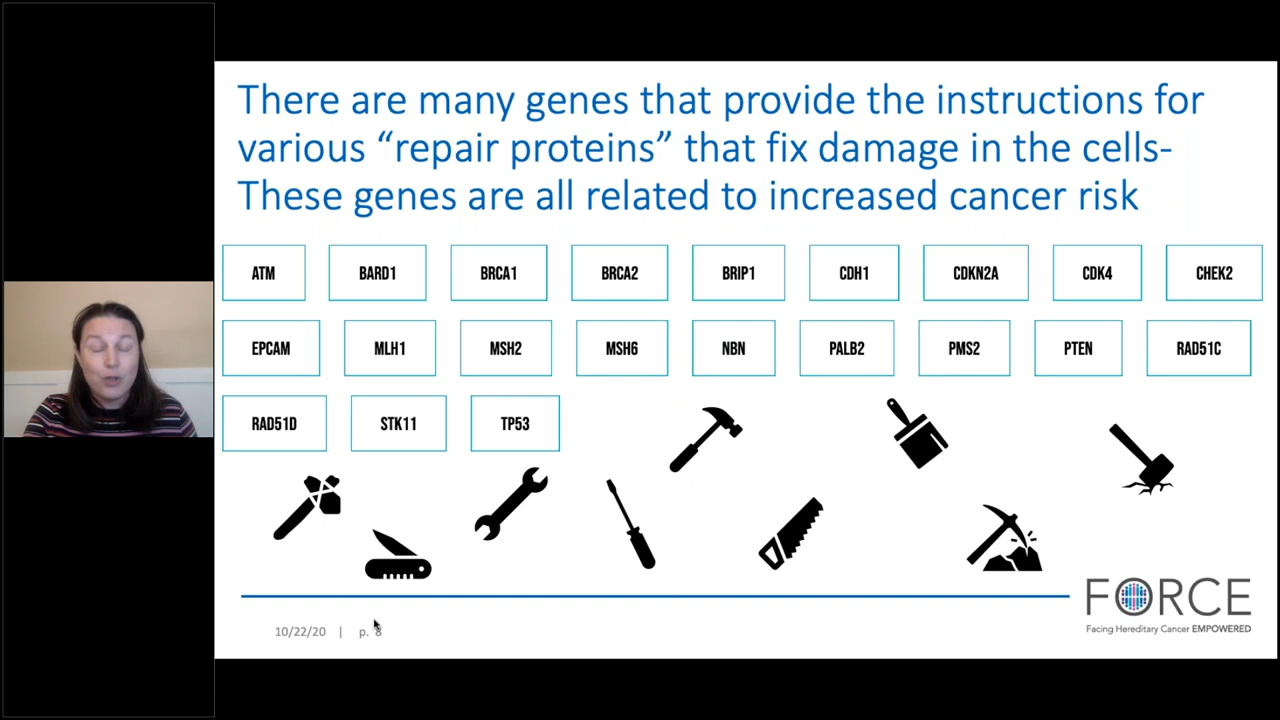 There are many genes that provide the instructions for
various “repair proteins” that fix damage in the cells-
These genes are all related to increased cancer risk
ATM BARD1 BRCA1 BRCA2 BRIP1 CDH1 CDKN2A CDK4 CHEK2
EPCAM MLH1 MSH2 MSH6 NBN PALB2 PMS2 PTEN RAD51C
RAD51D STK11 TP53
FORCE
Facing Hereditary Cancer EMPOWERED
10/22/20 | p. 8